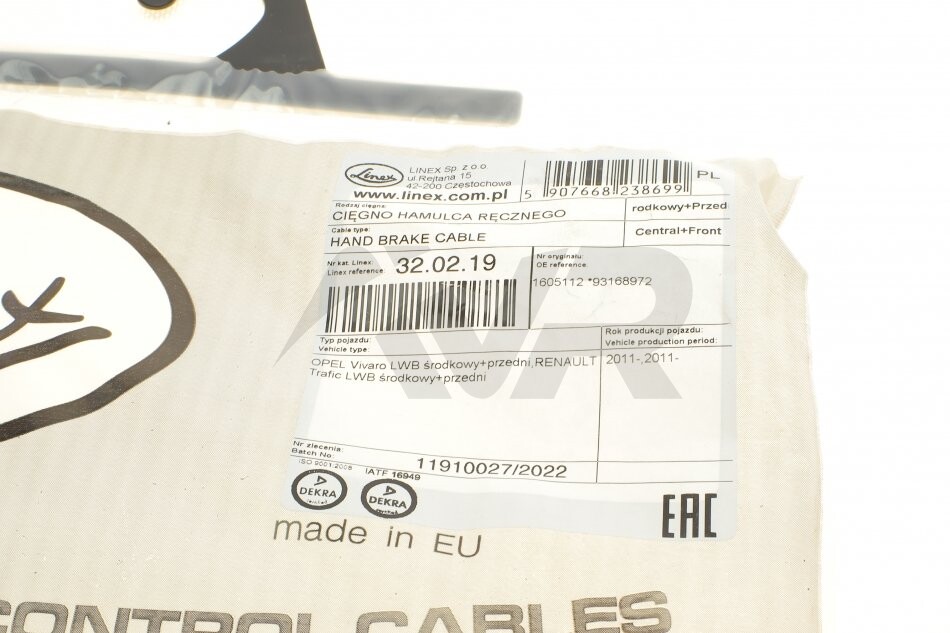 Linex
LINEX Sp. z o.o.
ul.Rejtana 15
42-200 Częstochowa
www.linex.com.pl
5 907668 238699
PL
Rodzaj cięgna:
CIĘGNO HAMULCA RĘCZNEGO
rodkowy+Przed
Cable type:
HAND BRAKE CABLE
Central+Front
Nr kat. Linex:
Linex reference:
32.02.19
Nr oryginału:
OE reference:
1605112 *93168972
Typ pojazdu:
Vehicle type:
Rok produkcji pojazdu:
Vehicle production period:
OPEL Vivaro LWB środkowy+przedni,RENAULT
Trafic LWB środkowy+przedni
2011-,2011-
Nr zlecenia:
Batch No:
11910027/2022
ISO 9001:2008
IATF 16949
DEKRA
DEKRA
EAC
made in EU
CONTROL CABLES
AVR